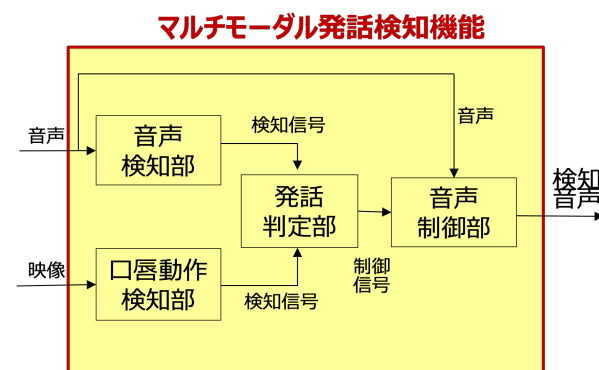 マルチモーダル発話検知機能
音声
音声
検知部
検知信号
音声
発話
判定部
音声
制御部
検知
音声
映像
口唇動作
検知部
検知信号
制御
信号